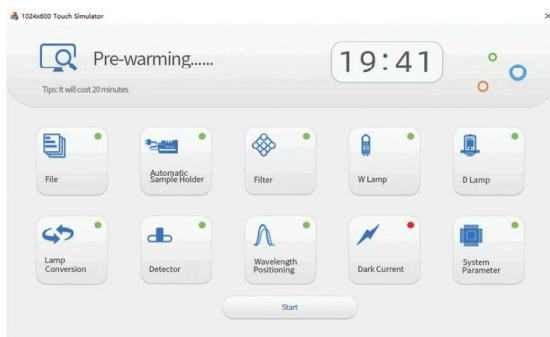 1024x600 Touch Simulator
Pre-warming......
19:41
Tips: It will cost 20 minutes
File
Automatic
Sample Holder
Filter
W Lamp
D Lamp
Lamp
Conversion
Detector
Wavelength
Positioning
Dark Current
System
Parameter
Start